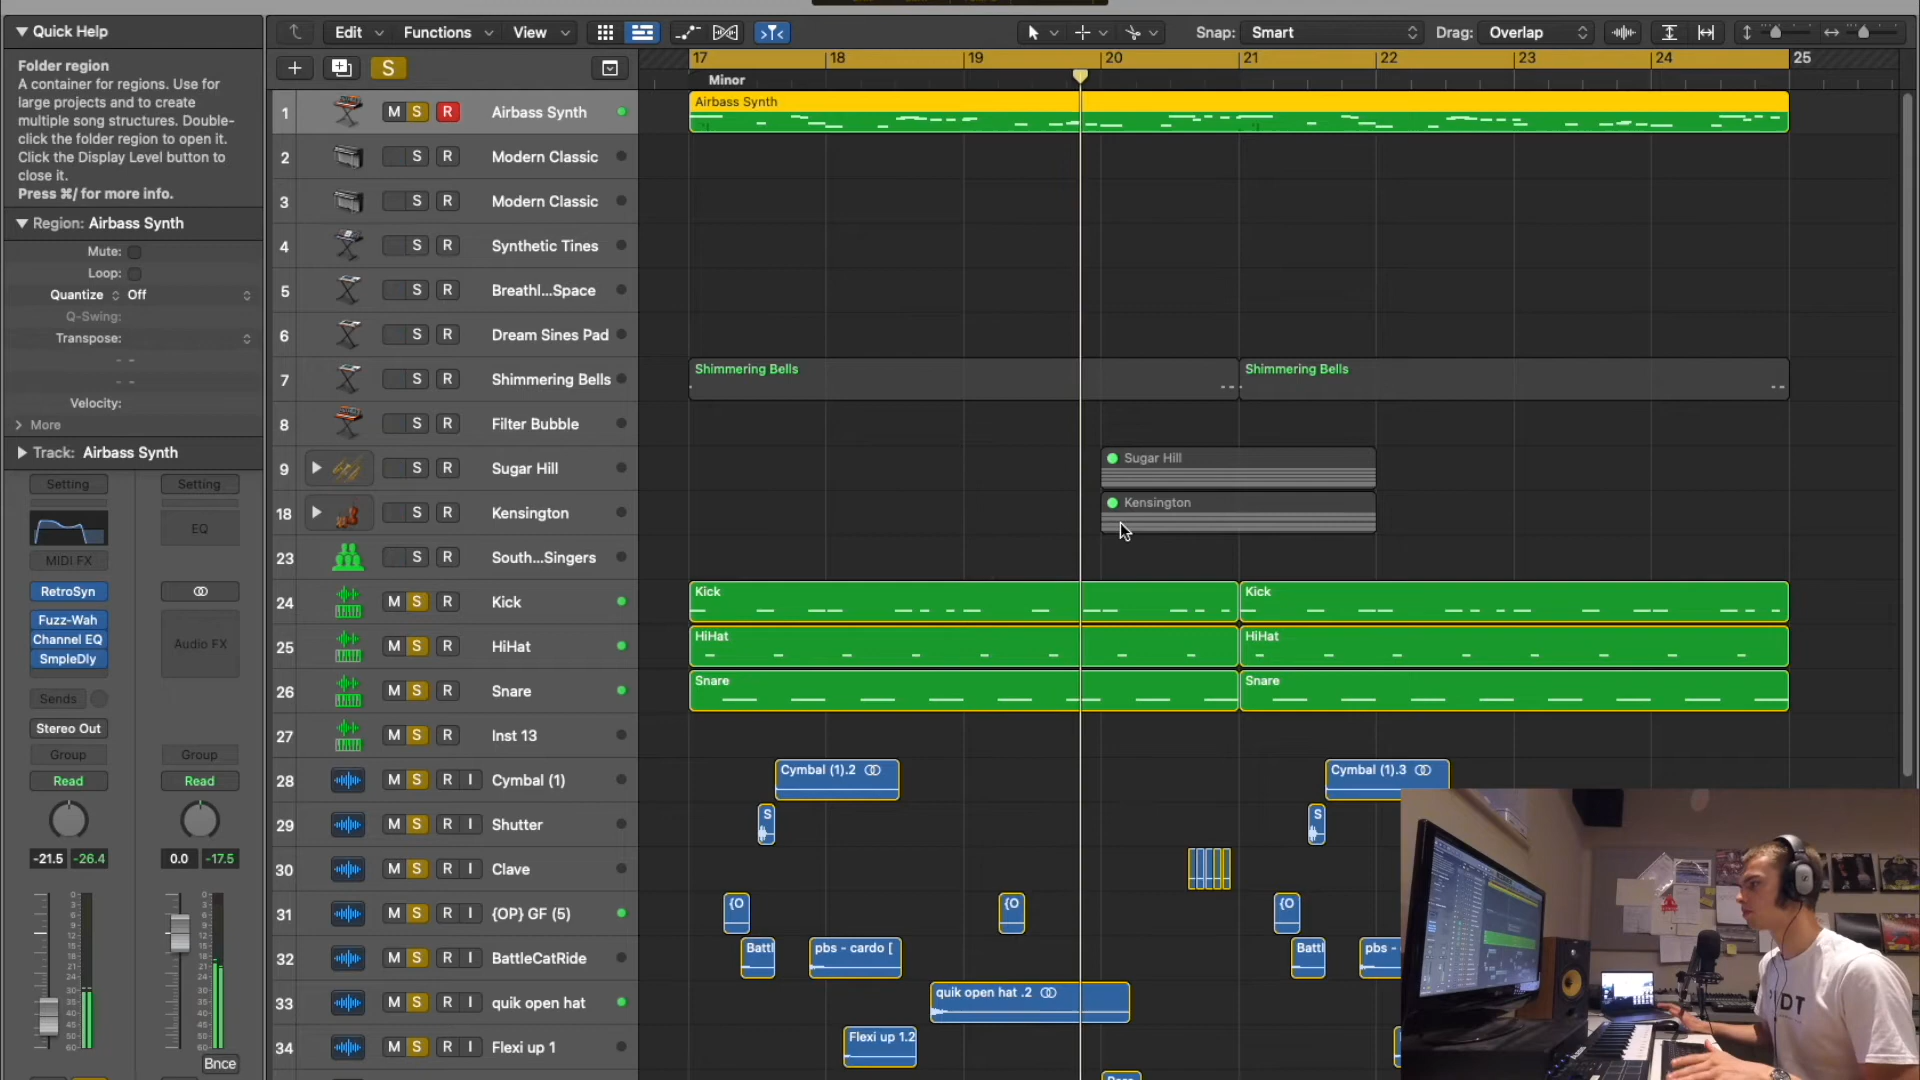 Quick Help
Edit
Functions
View
Snap: Smart
Drag: Overlap
Folder region
A container for regions. Use for
large projects and to create
multiple song structures. Double-
click the folder region to open it.
Click the Display Level button to
close it.
Press ⌘/ for more info.
S
17 18 19 20 21 22 23 24 25
Minor
Region: Airbass Synth
Mute:
Loop:
Quantize Off
Q-Swing:
Transpose:
Velocity:
More
Track: Airbass Synth
Setting Setting
EQ
MIDI FX
RetroSyn
Fuzz-Wah
Channel EQ
SmpleDly
Audio FX
Sends
Stereo Out
Group Group
Read Read
-21.5 -26.4 0.0 -17.5
Bnce
1 M S R Airbass Synth
Airbass Synth
2 S R Modern Classic
3 S R Modern Classic
4 S R Synthetic Tines
5 S R Breathl...Space
6 S R Dream Sines Pad
7 S R Shimmering Bells
Shimmering Bells Shimmering Bells
8 S R Filter Bubble
9 S R Sugar Hill
Sugar Hill
18 S R Kensington
Kensington
23 S R South...Singers
24 M S R Kick
Kick Kick
25 M S R HiHat
HiHat HiHat
26 M S R Snare
Snare Snare
27 M S R Inst 13
28 M S R I Cymbal (1)
Cymbal (1).2 Cymbal (1).3
29 M S R I Shutter
S S
30 M S R I Clave
31 M S R I {OP} GF (5)
{O {O {O
32 M S R I BattleCatRide
Battl pbs - cardo [ Battl pbs -
33 M S R I quik open hat
quik open hat .2
34 M S R I Flexi up 1
Flexi up 1.2